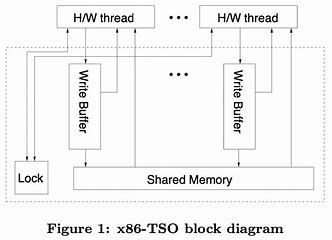 H/W thread
H/W thread
Write Buffer
Write Buffer
Lock
Shared Memory
Figure 1: x86-TSO block diagram